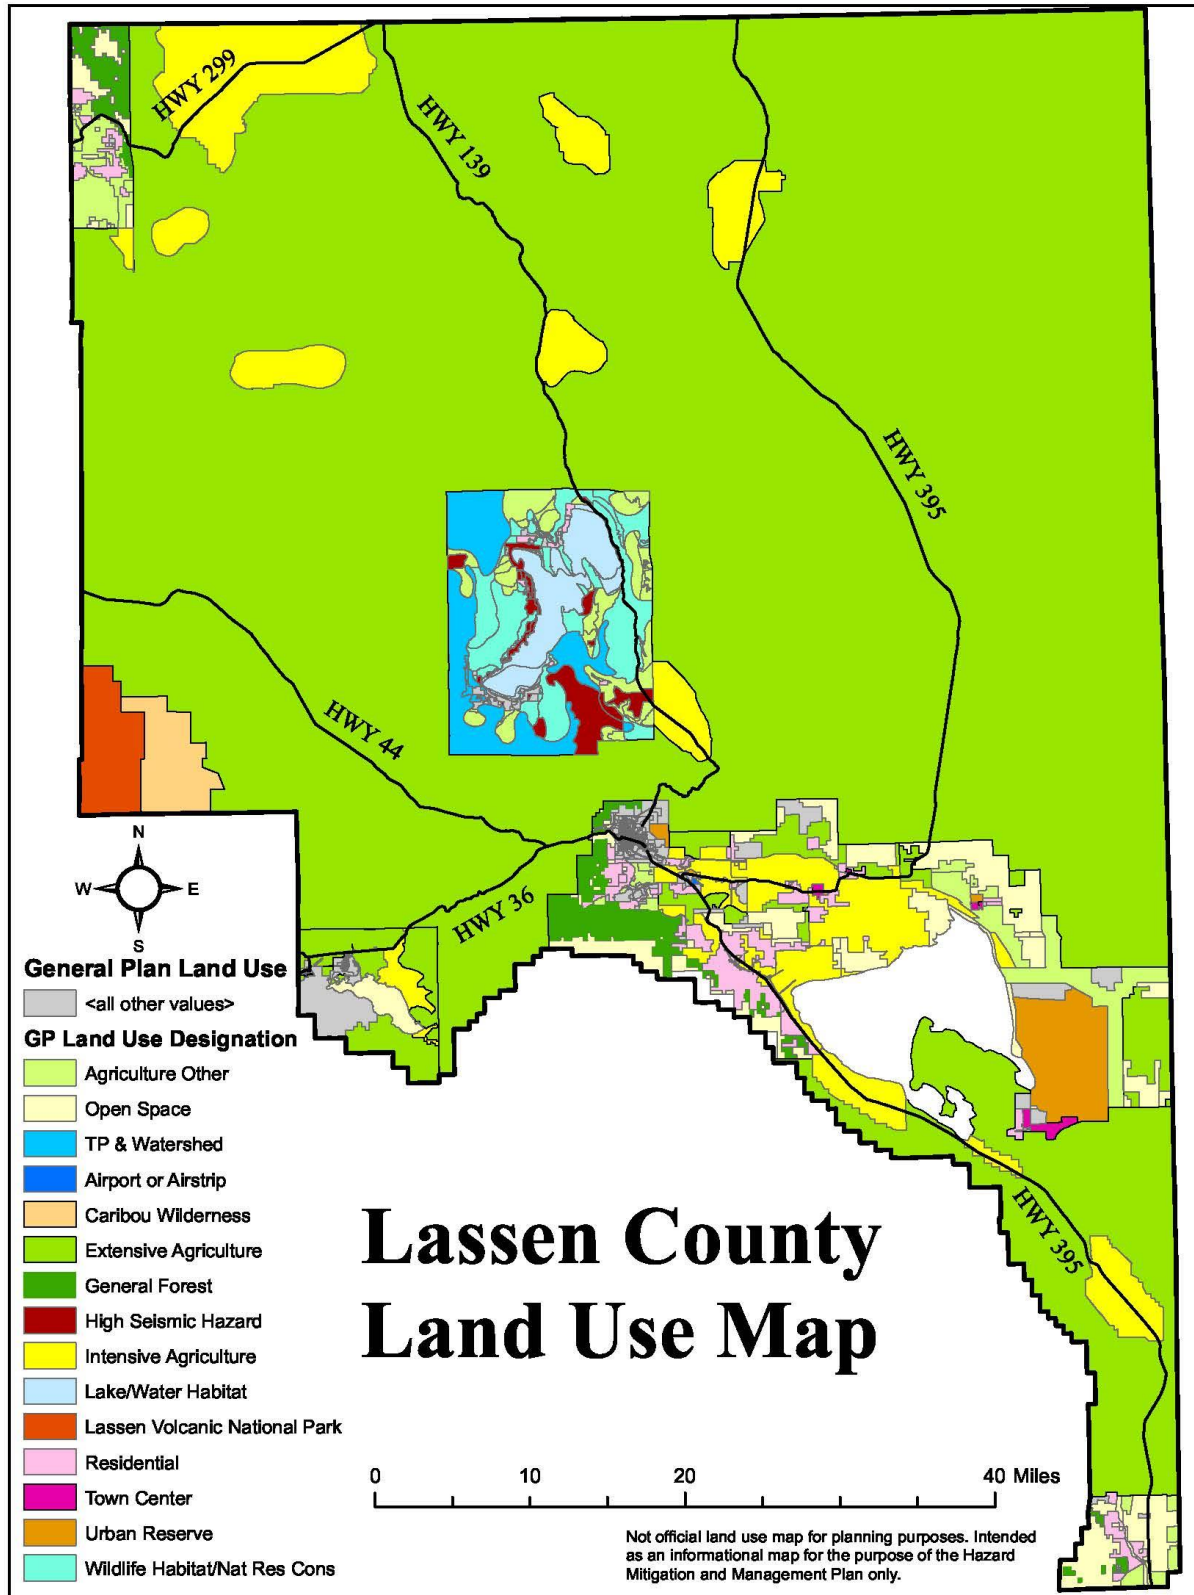 HWY 299
HWY 139
HWY 395
HWY 44
HWY 36
N
W E
S
General Plan Land Use
<all other values>
GP Land Use Designation
Agriculture Other
Open Space
TP & Watershed
Airport or Airstrip
Caribou Wilderness
Extensive Agriculture
General Forest
High Seismic Hazard
Intensive Agriculture
Lake/Water Habitat
Lassen Volcanic National Park
Residential
Town Center
Urban Reserve
Wildlife Habitat/Nat Res Cons
HWY 395
Lassen County
Land Use Map
0 10 20 40 Miles
Not official land use map for planning purposes. Intended
as an informational map for the purpose of the Hazard
Mitigation and Management Plan only.